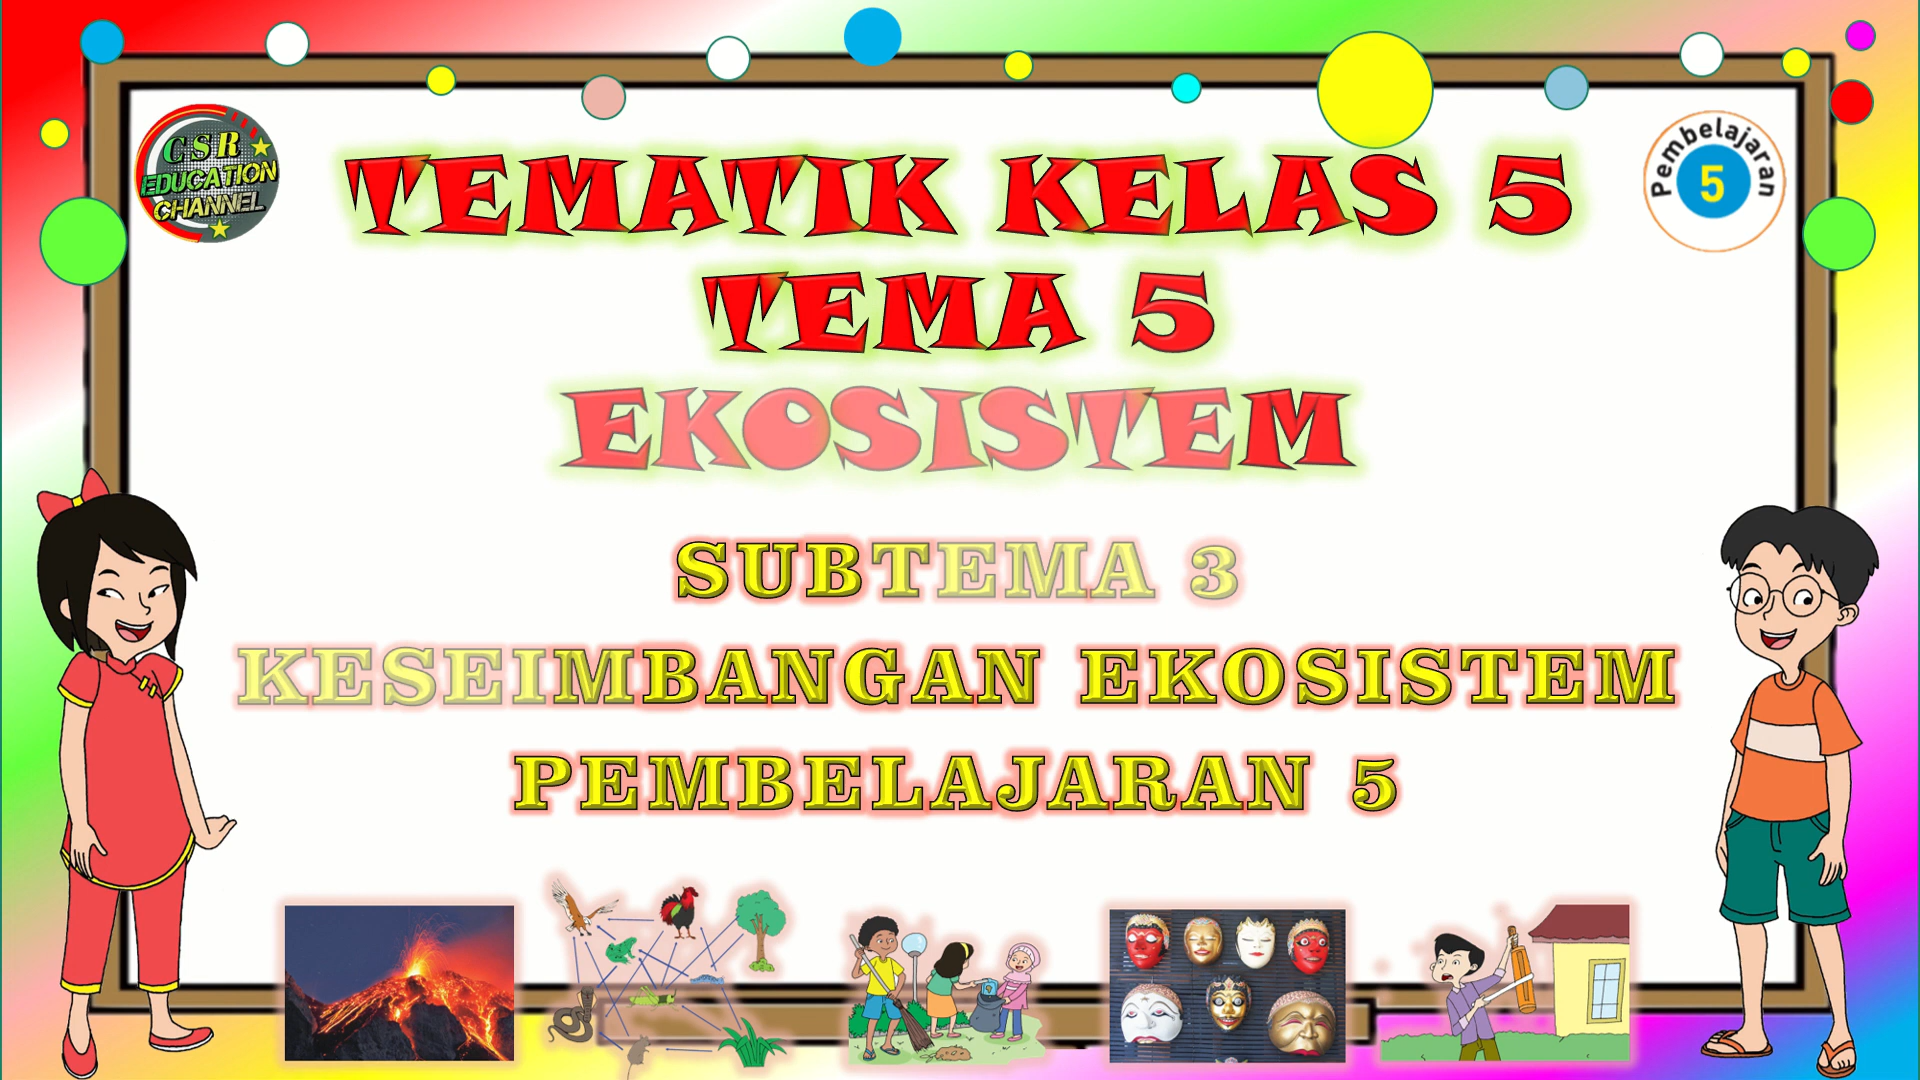 CSR
EDUCATION
CHANNEL
Pembelajaran
5
TEMATIK KELAS 5
TEMA 5
EKOSISTEM
SUBTEMA 3
KESEIMBANGAN EKOSISTEM
PEMBELAJARAN 5